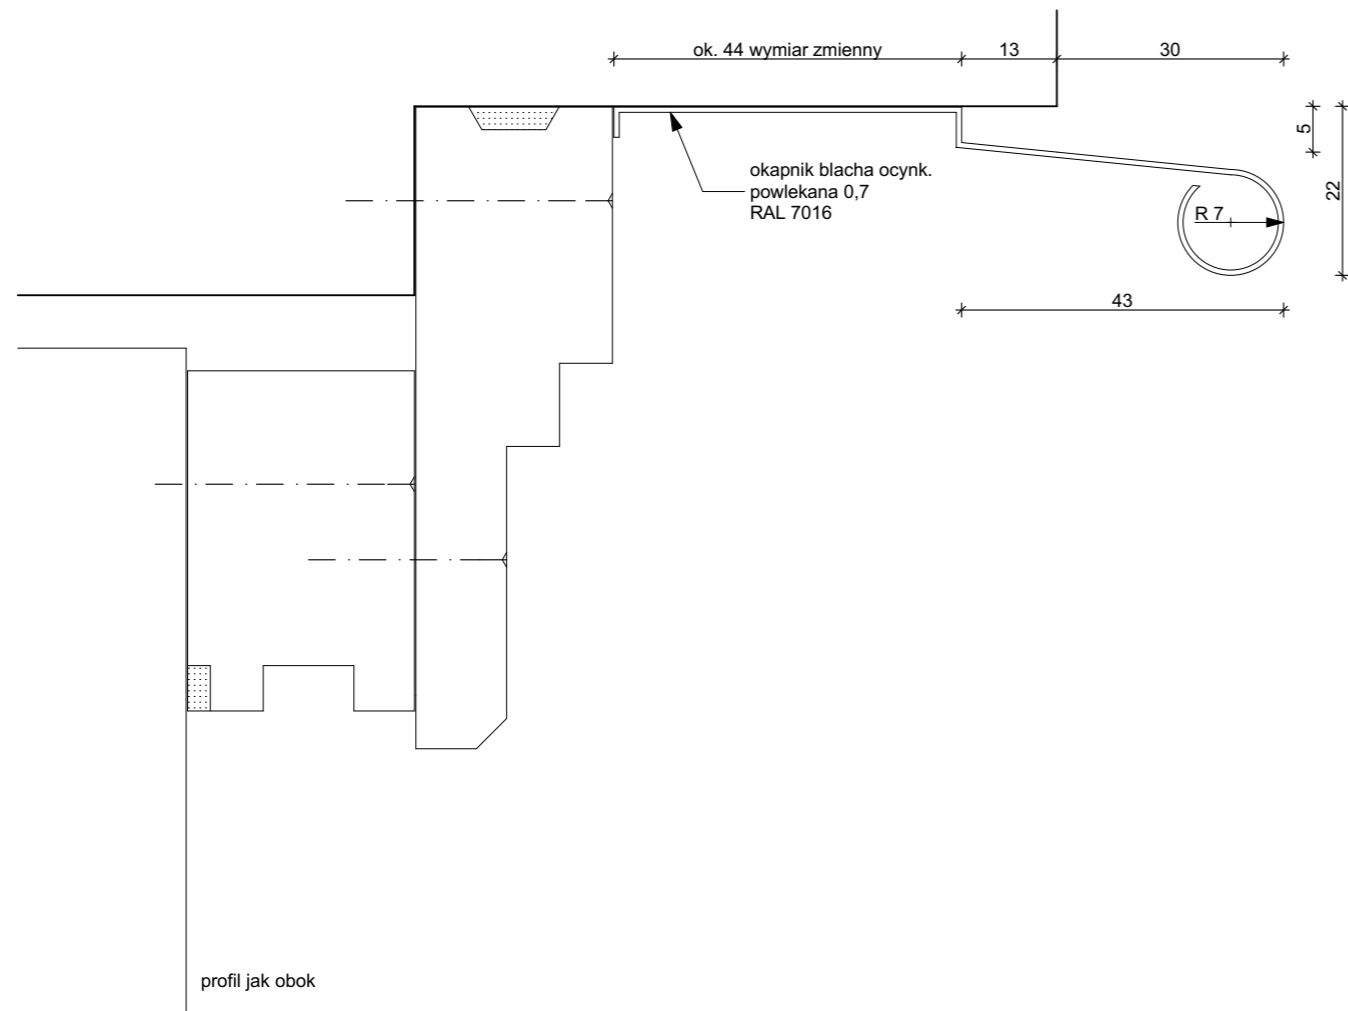 ok. 44 wymiar zmienny
13
30
5
22
okapnik blacha ocynk.
powlekana 0,7
RAL 7016
R 7
43
profil jak obok